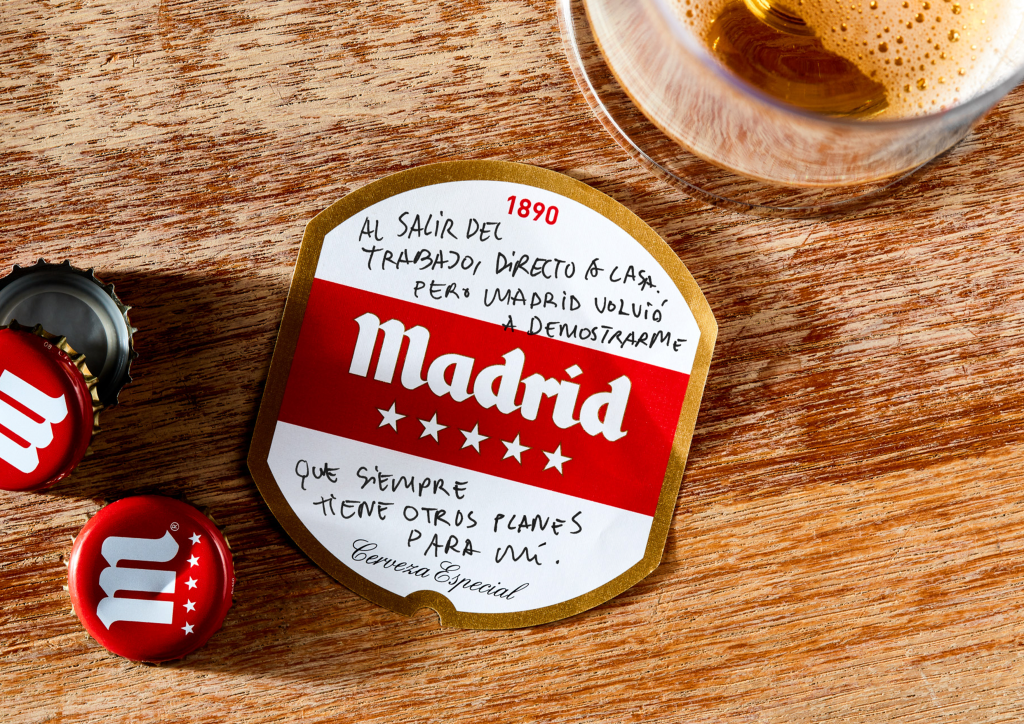 1890
AL SALIR DEL
TRABAJO, DIRECTO A CASA.
PERO MADRID VOLVIÓ
A DEMOSTRARME
Madrid
QUE SIEMPRE
TIENE OTROS PLANES
PARA MÍ.
Cerveza Especial
M
M
®